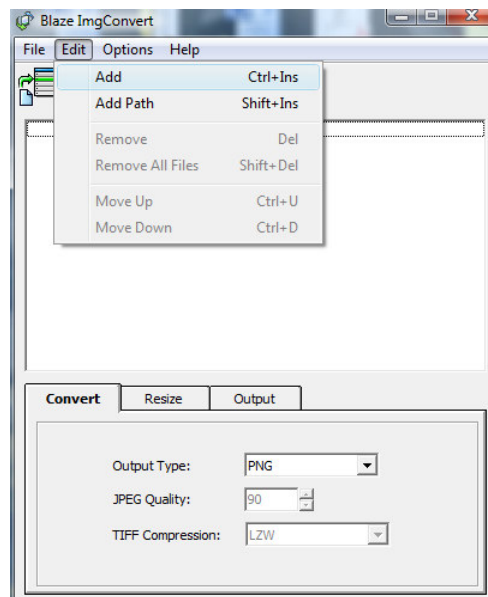 Blaze ImgConvert
File Edit Options Help
Add Ctrl+Ins
Add Path Shift+Ins
Remove Del
Remove All Files Shift+Del
Move Up Ctrl+U
Move Down Ctrl+D
Convert Resize Output
Output Type: PNG
JPEG Quality: 90
TIFF Compression: LZW